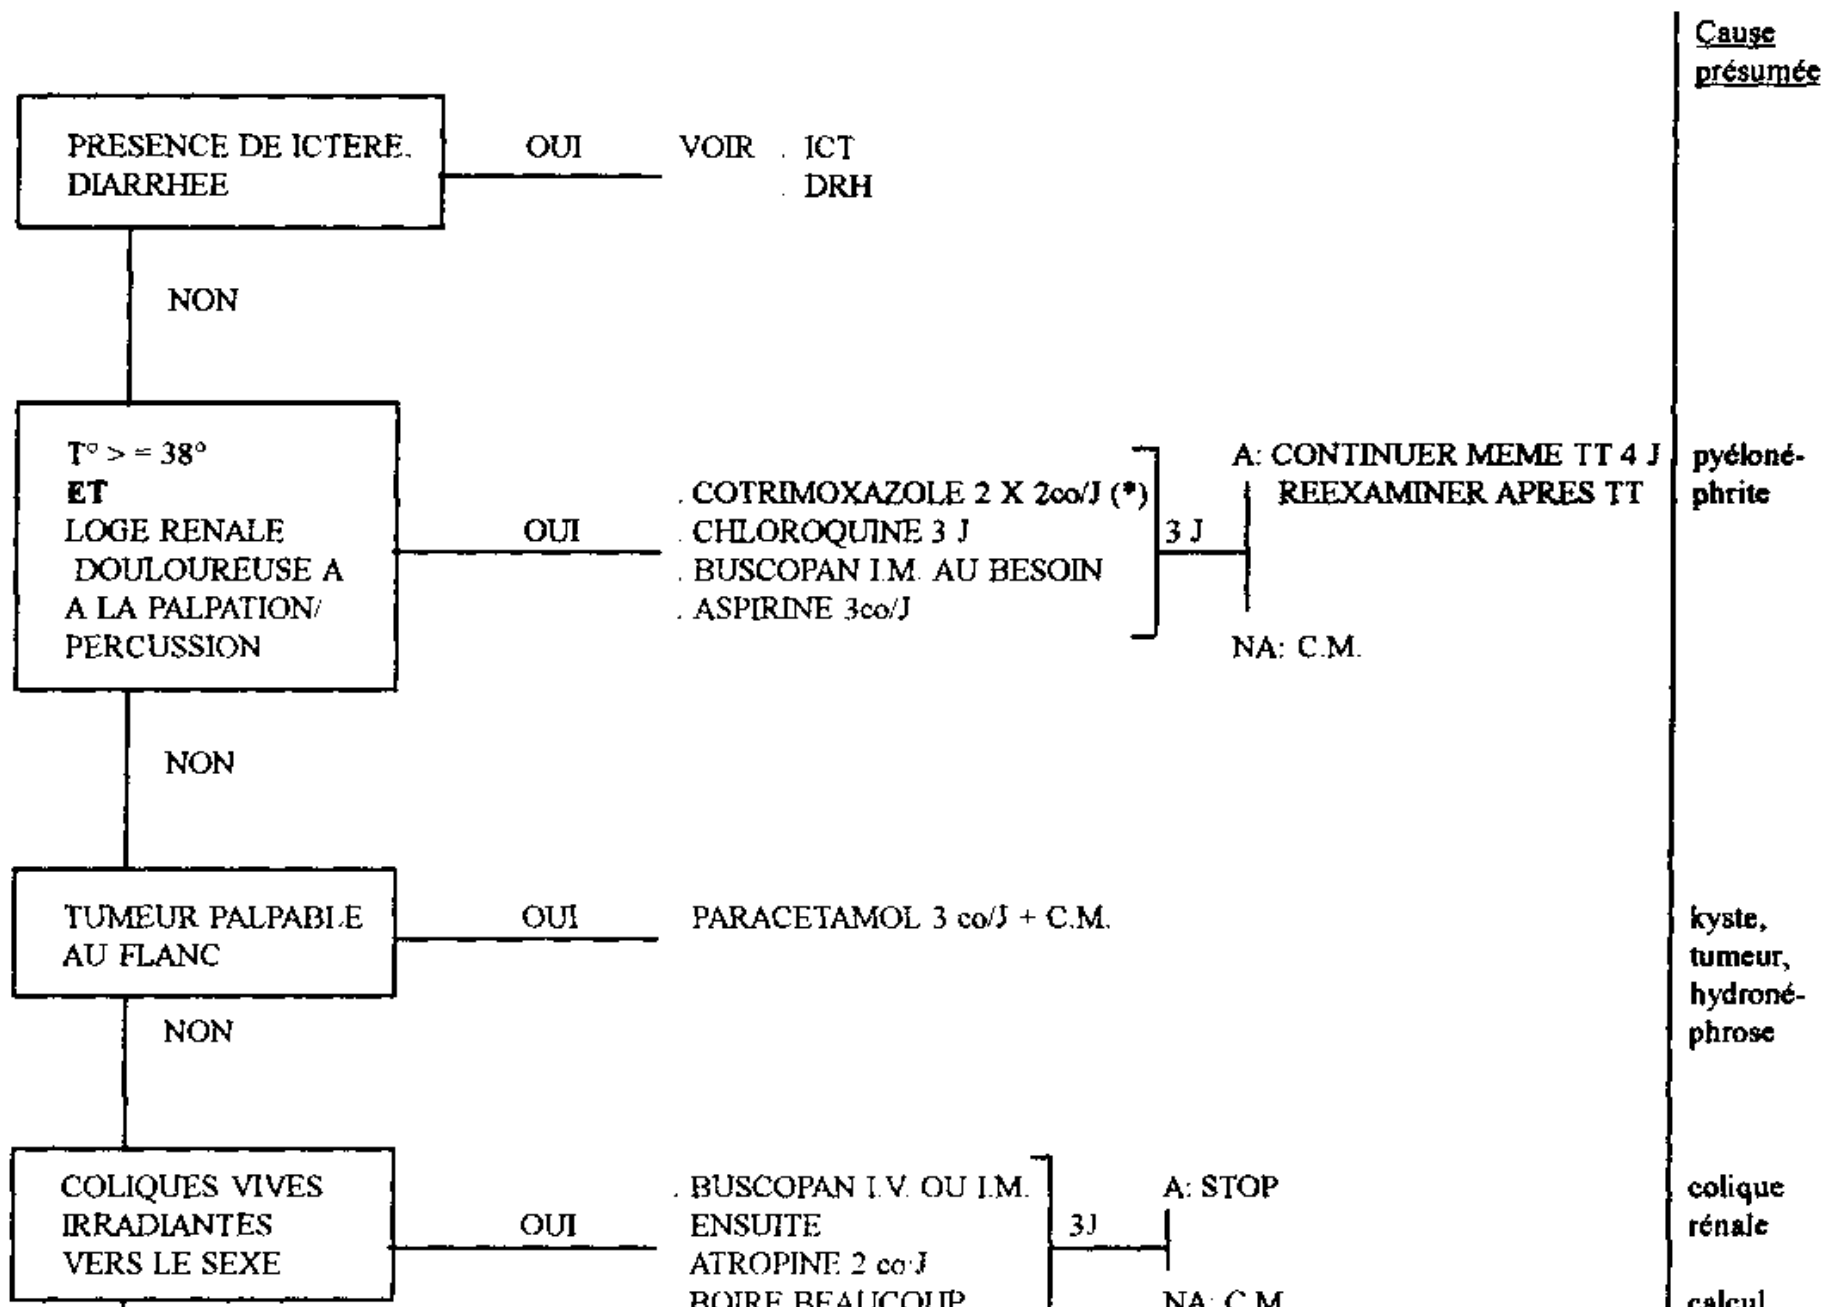 Cause
présumée
PRESENCE DE ICTERE.
DIARRHEE
OUI
VOIR . ICT
. DRH
NON
T° > = 38°
ET
LOGE RENALE
DOULOUREUSE A
A LA PALPATION/
PERCUSSION
OUI
. COTRIMOXAZOLE 2 X 2co/J (*)
. CHLOROQUINE 3 J
. BUSCOPAN I.M. AU BESOIN
. ASPIRINE 3co/J
3 J
A: CONTINUER MEME TT 4 J
REEXAMINER APRES TT
NA: C.M.
pyéloné-
phrite
NON
TUMEUR PALPABLE
AU FLANC
OUI
PARACETAMOL 3 co/J + C.M.
kyste,
tumeur,
hydroné-
phrose
NON
COLIQUES VIVES
IRRADIANTES
VERS LE SEXE
OUI
. BUSCOPAN I.V. OU I.M.
ENSUITE
ATROPINE 2 co/J
BOIRE BEAUCOUP
3J
A: STOP
NA: C.M.
colique
rénale
calcul